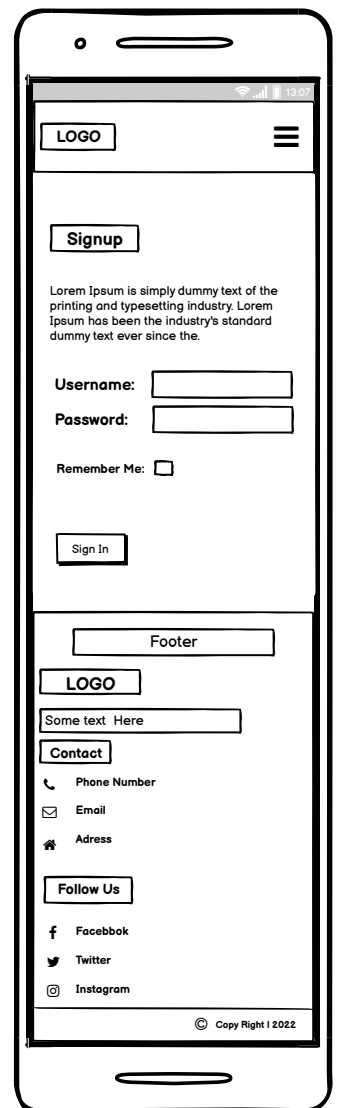 13:07
LOGO
Signup
Lorem Ipsum is simply dummy text of the
printing and typesetting industry. Lorem
Ipsum has been the industry's standard
dummy text ever since the.
Username:
Password:
Remember Me:
Sign In
Footer
LOGO
Some text Here
Contact
Phone Number
Email
Adress
Follow Us
Facebbok
Twitter
Instagram
© Copy Right | 2022